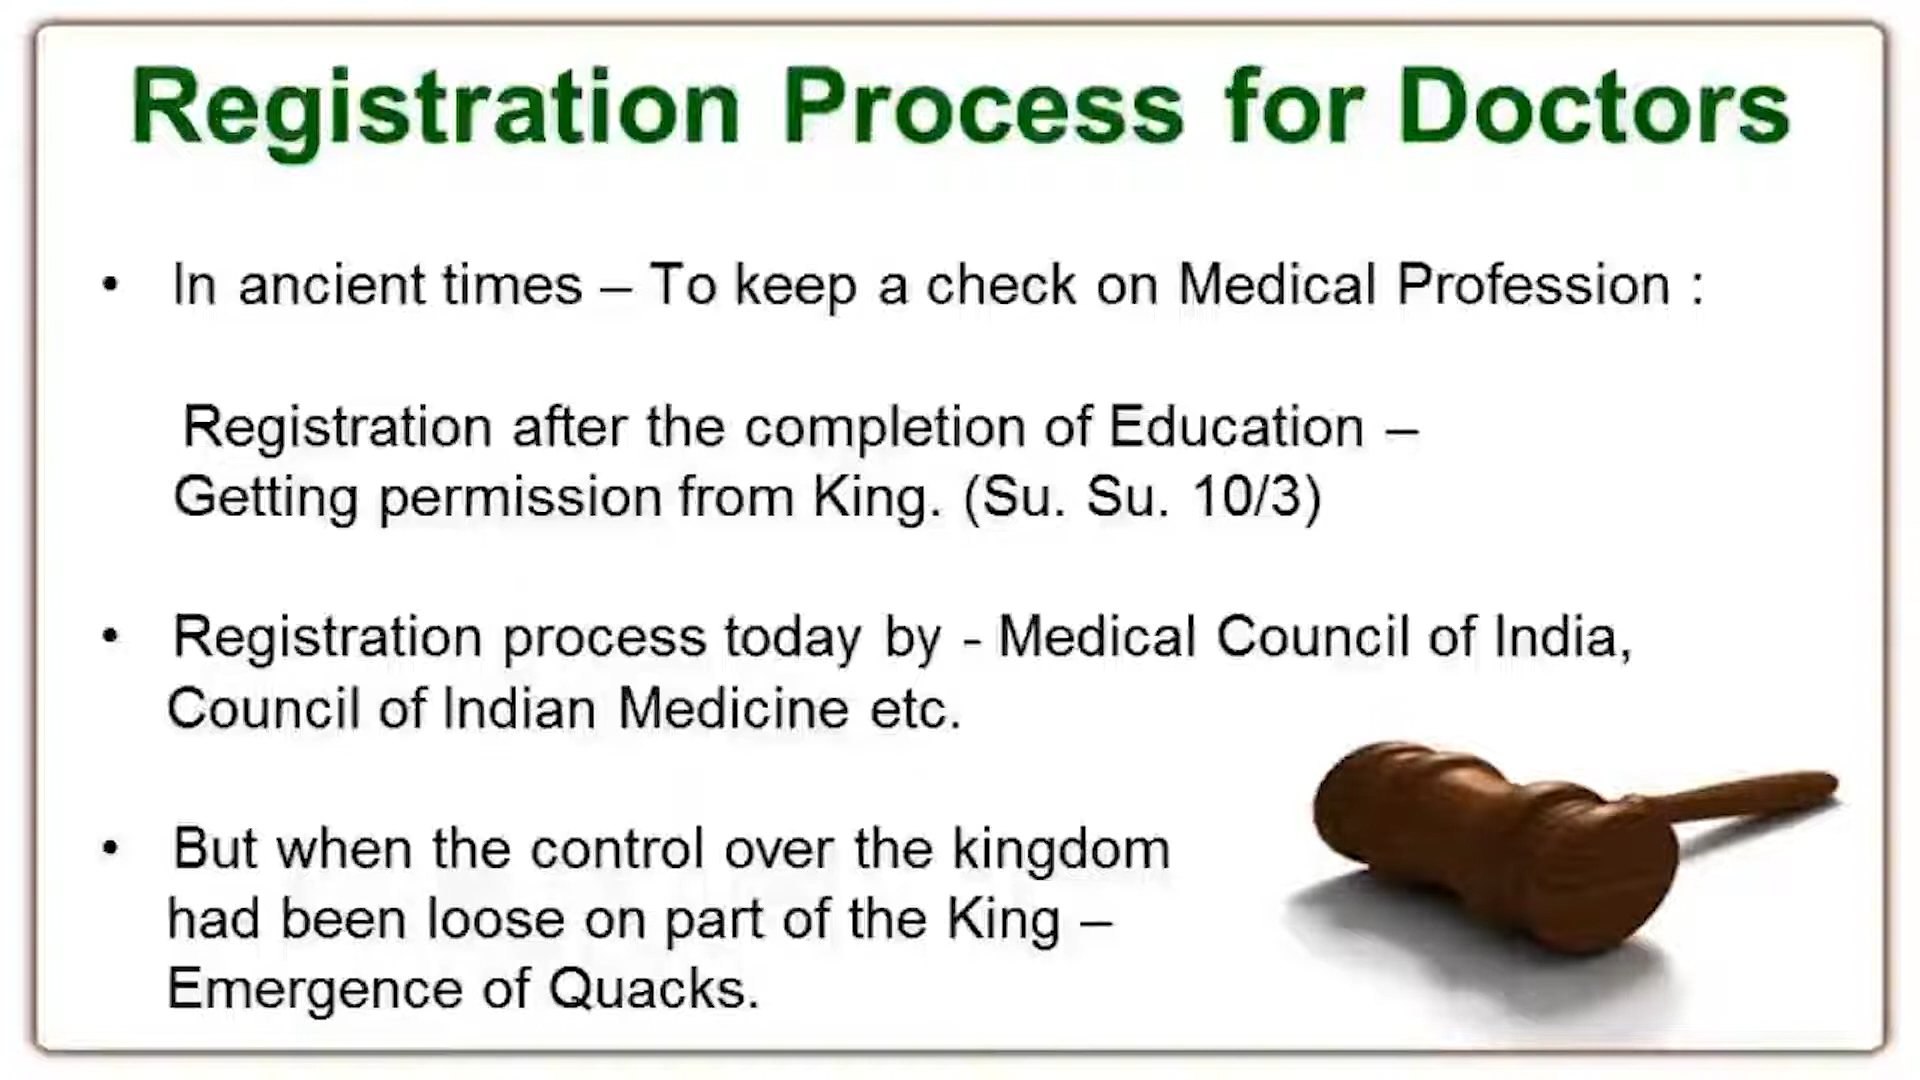 Registration Process for Doctors
• In ancient times – To keep a check on Medical Profession :
Registration after the completion of Education –
Getting permission from King. (Su. Su. 10/3)
• Registration process today by - Medical Council of India,
Council of Indian Medicine etc.
• But when the control over the kingdom
had been loose on part of the King –
Emergence of Quacks.